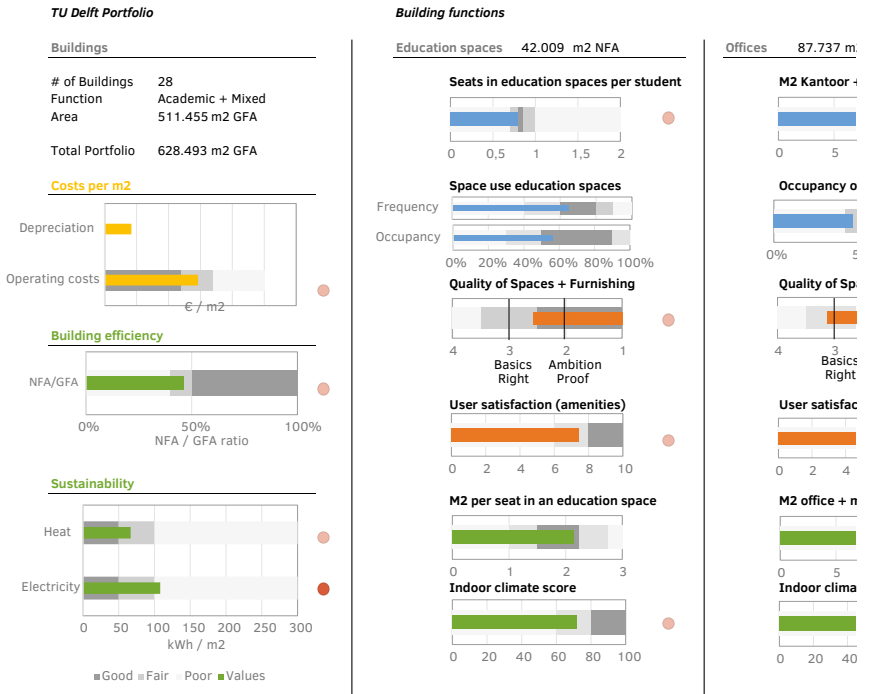 TU Delft Portfolio
Buildings
# of Buildings 28
Function Academic + Mixed
Area 511.455 m2 GFA
Total Portfolio 628.493 m2 GFA
Costs per m2
Depreciation
Operating costs
€ / m2
Building efficiency
NFA/GFA
0% 50% 100%
NFA / GFA ratio
Sustainability
Heat
Electricity
0 50 100 150 200 250 300
kWh / m2
Good Fair Poor Values
Building functions
Education spaces 42.009 m2 NFA
Seats in education spaces per student
0 0,5 1 1,5 2
Space use education spaces
Frequency
Occupancy
0% 20% 40% 60% 80% 100%
Quality of Spaces + Furnishing
4 3 2 1
Basics Ambition
Right Proof
User satisfaction (amenities)
0 2 4 6 8 10
M2 per seat in an education space
0 1 2 3
Indoor climate score
0 20 40 60 80 100
Offices 87.737 m
M2 Kantoor +
0 5
Occupancy o
0% 5
Quality of Spa
4 3
Basics
Right
User satisfac
0 2 4
M2 office + m
0 5
Indoor clima
0 20 40